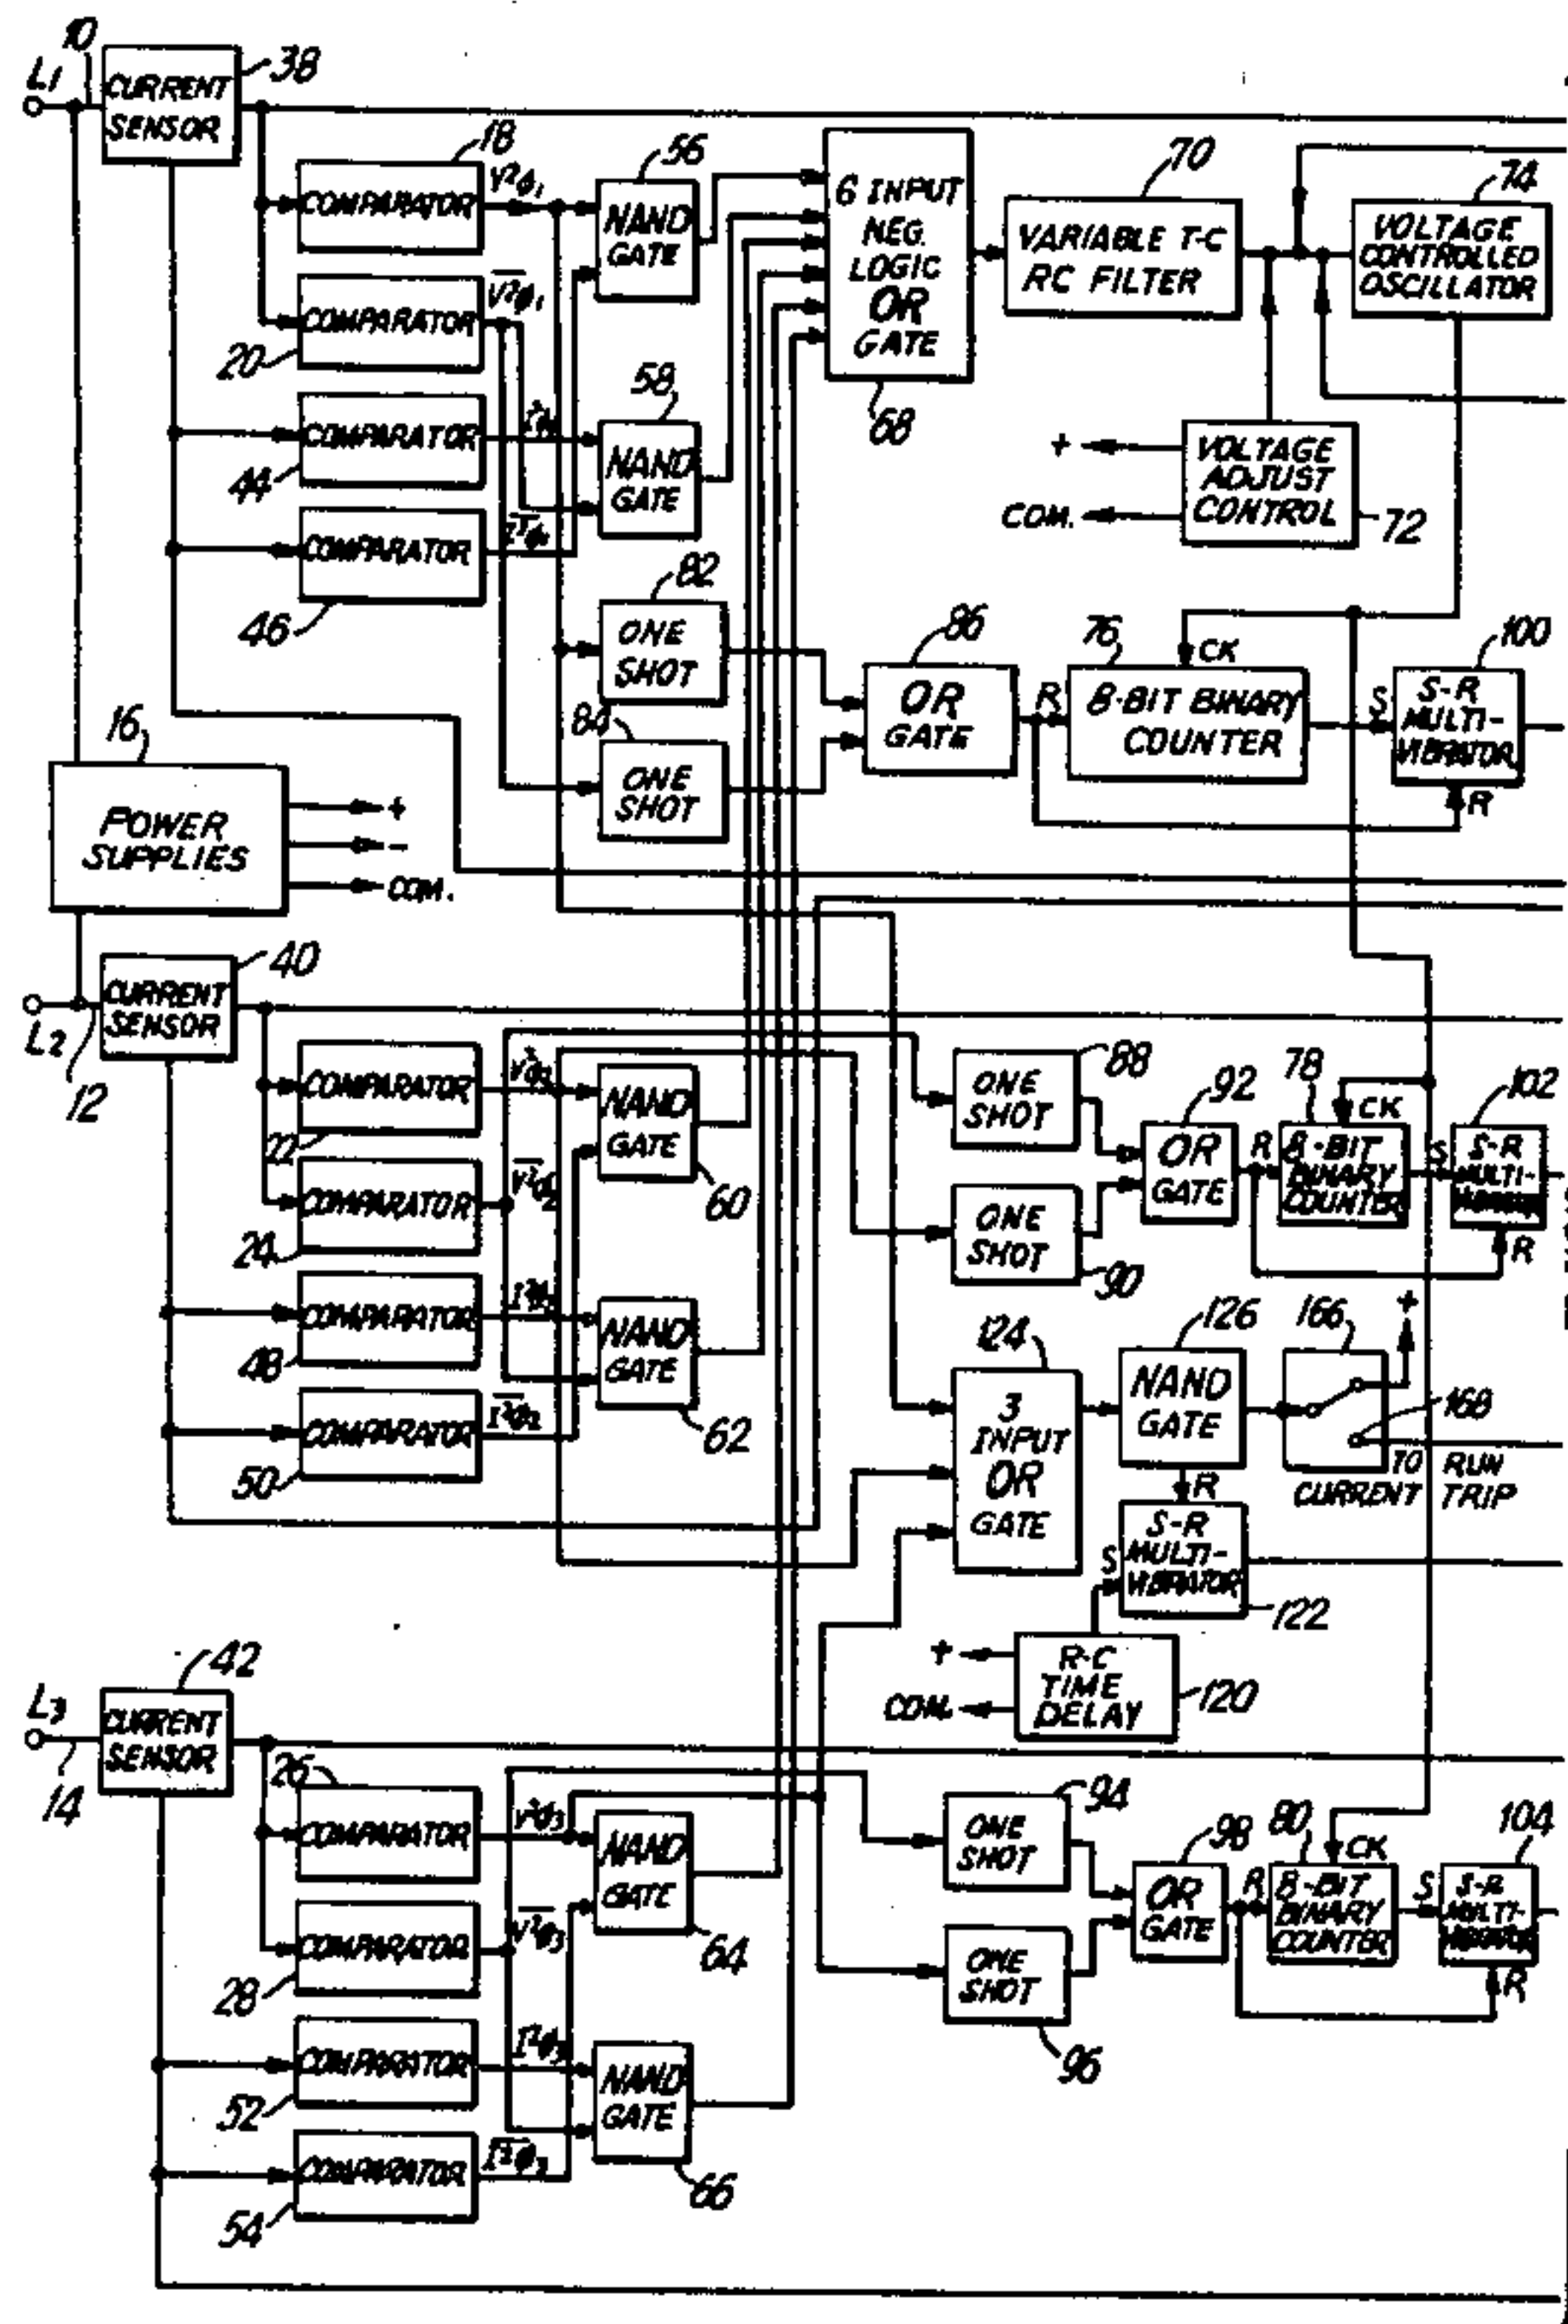 10
L1
CURRENT
SENSOR
38
18
COMPARATOR
V²φ1
56
NAND
GATE
6 INPUT
NEG.
LOGIC
OR
GATE
68
70
VARIABLE T-C
RC FILTER
74
VOLTAGE
CONTROLLED
OSCILLATOR
COMPARATOR
V²φ1
20
58
NAND
GATE
COMPARATOR
44
COMPARATOR
46
+
COM.
VOLTAGE
ADJUST
CONTROL
72
82
ONE
SHOT
84
ONE
SHOT
86
OR
GATE
R
76
CK
8-BIT BINARY
COUNTER
S
100
S-R
MULTI-
VIBRATOR
R
16
POWER
SUPPLIES
+
-
COM.
40
CURRENT
SENSOR
L2
12
COMPARATOR
22
COMPARATOR
V²φ2
24
NAND
GATE
60
COMPARATOR
48
COMPARATOR
I²φ2
50
NAND
GATE
62
88
ONE
SHOT
ONE
SHOT
90
92
OR
GATE
R
78
CK
8-BIT
BINARY
COUNTER
S
102
S-R
MULTI-
R
124
3
INPUT
OR
GATE
126
NAND
GATE
R
166
+
168
TO RUN
CURRENT TRIP
S-R
MULTI-
VIBRATOR
S
122
+
COM.
R-C
TIME
DELAY
120
42
L3
CURRENT
SENSOR
14
26
COMPARATOR
V²φ3
COMPARATOR
V²φ3
28
NAND
GATE
64
COMPARATOR
I²φ3
52
COMPARATOR
54
NAND
GATE
66
94
ONE
SHOT
ONE
SHOT
96
98
OR
GATE
R
80
CK
8-BIT
BINARY
COUNTER
S
104
S-R
MULTI-
R